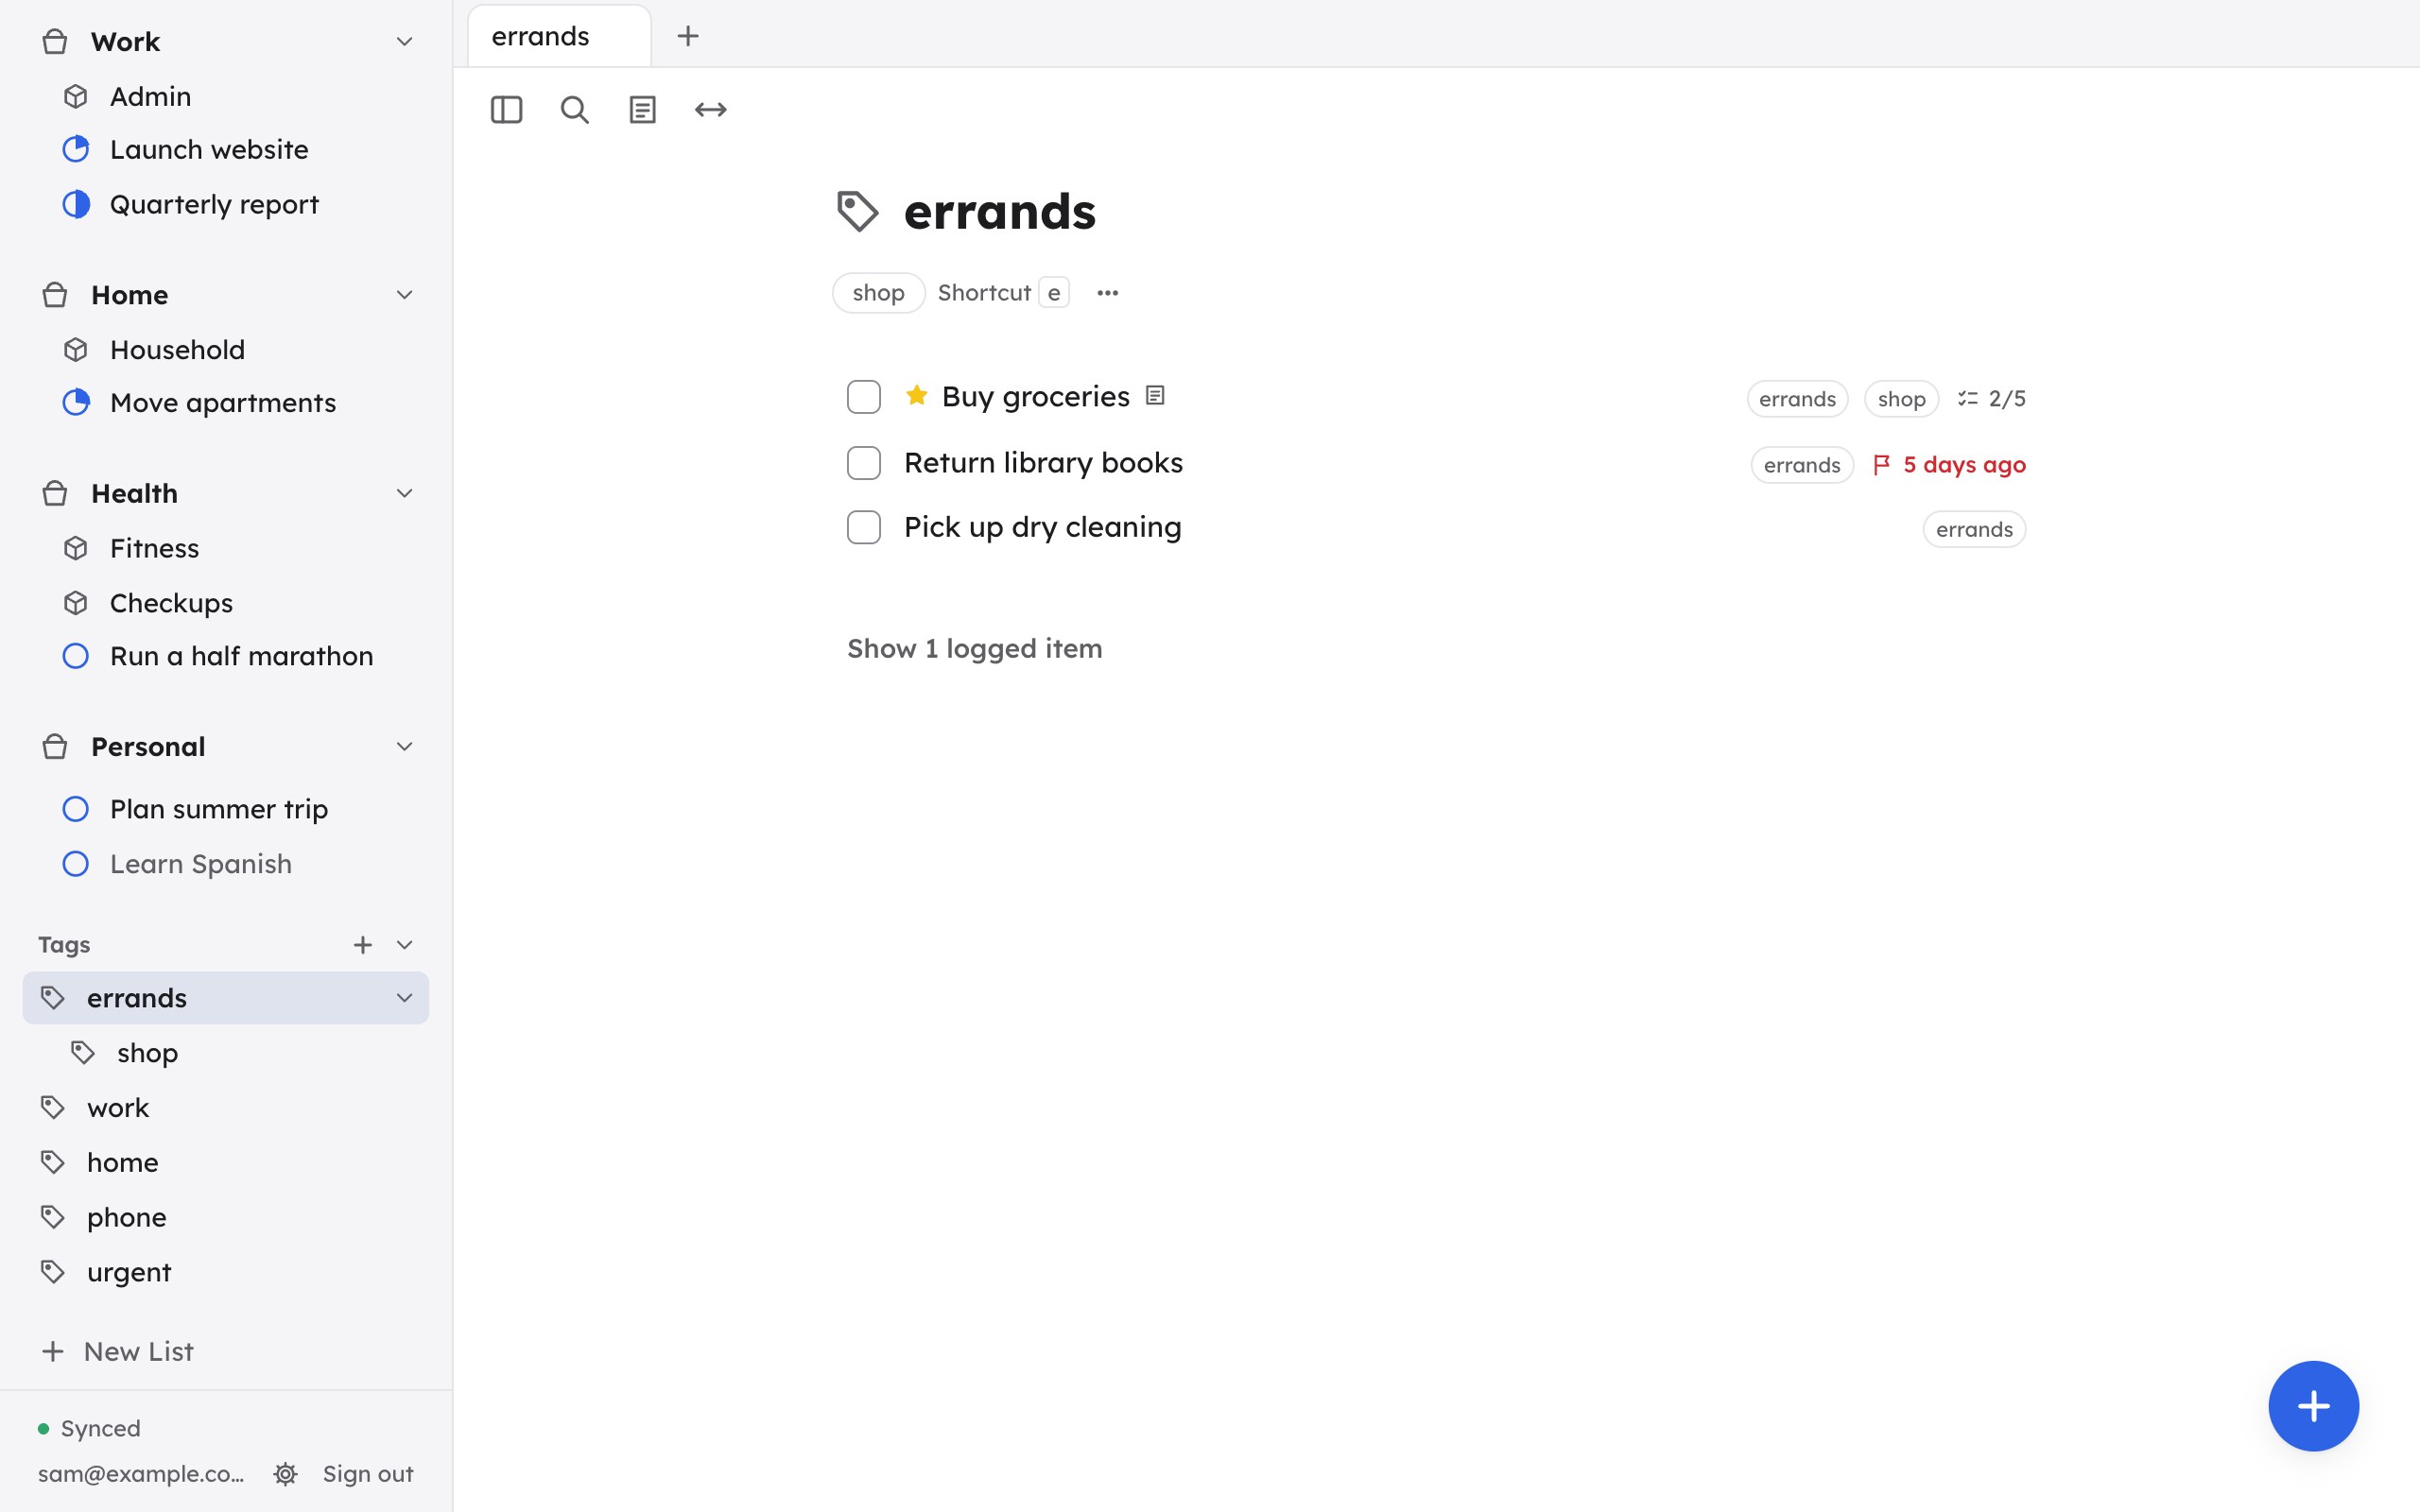 Work
Admin
Launch website
Quarterly report
Home
Household
Move apartments
Health
Fitness
Checkups
Run a half marathon
Personal
Plan summer trip
Learn Spanish
Tags
errands
shop
work
home
phone
urgent
New List
Synced
sam@example.co…
Sign out
errands
errands
shop Shortcut e
Buy groceries errands shop 2/5
Return library books errands 5 days ago
Pick up dry cleaning errands
Show 1 logged item